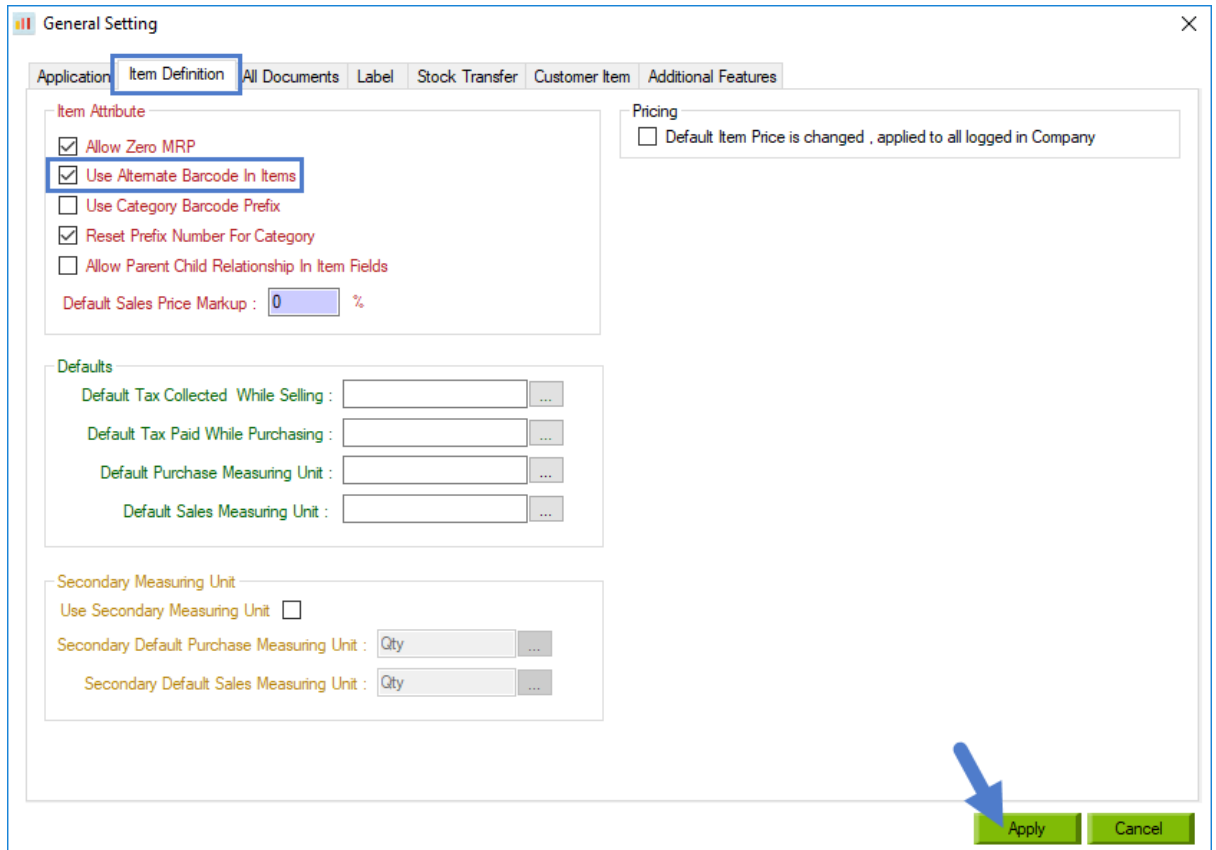 General Setting
Application Item Definition All Documents Label Stock Transfer Customer Item Additional Features
Item Attribute
Allow Zero MRP
Use Alternate Barcode In Items
Use Category Barcode Prefix
Reset Prefix Number For Category
Allow Parent Child Relationship In Item Fields
Default Sales Price Markup : 0 %
Pricing
Default Item Price is changed , applied to all logged in Company
Defaults
Default Tax Collected While Selling : ...
Default Tax Paid While Purchasing : ...
Default Purchase Measuring Unit : ...
Default Sales Measuring Unit : ...
Secondary Measuring Unit
Use Secondary Measuring Unit
Secondary Default Purchase Measuring Unit : Qty ...
Secondary Default Sales Measuring Unit : Qty ...
Apply Cancel